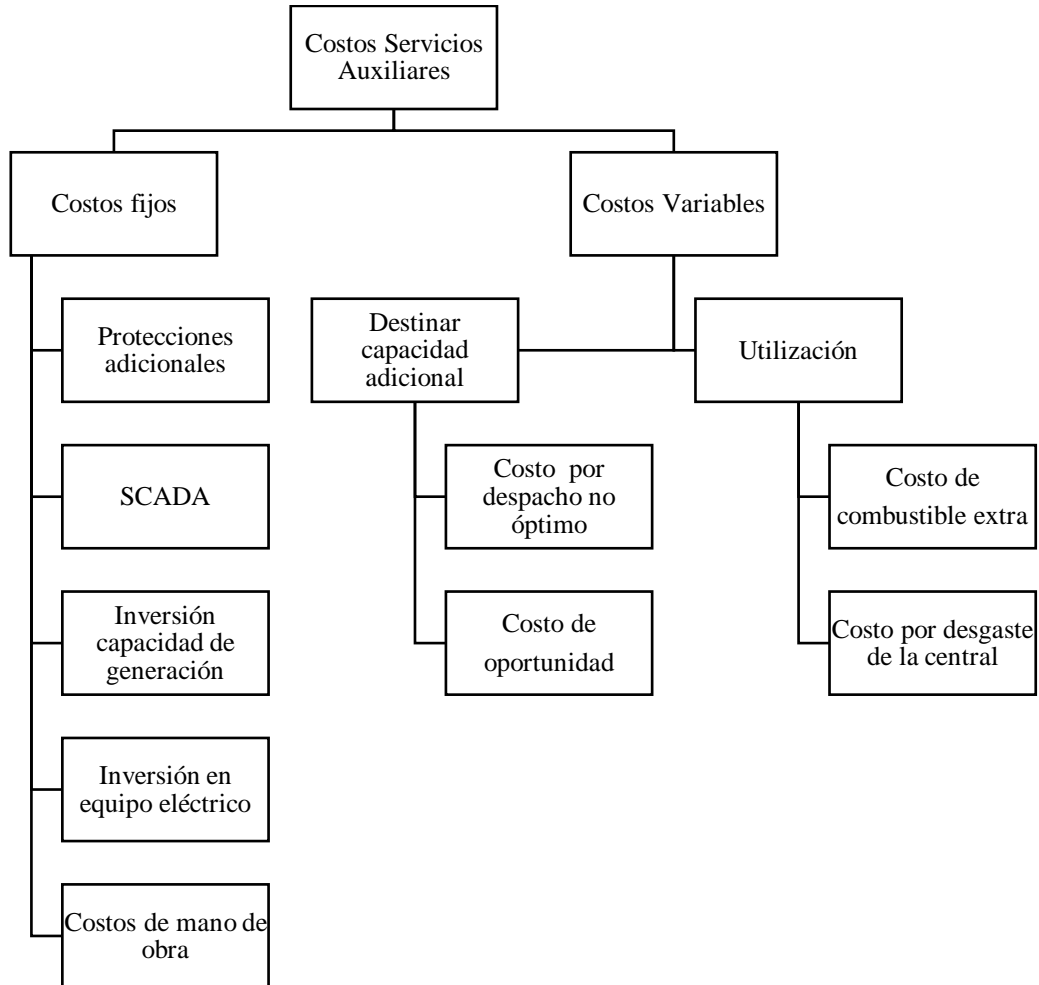 Costos Servicios
Auxiliares
Costos fijos
Costos Variables
Protecciones
adicionales
SCADA
Inversión
capacidad de
generación
Inversión en
equipo eléctrico
Costos de mano de
obra
Destinar
capacidad
adicional
Costo por
despacho no
óptimo
Costo de
oportunidad
Utilización
Costo de
combustible extra
Costo por desgaste
de la central